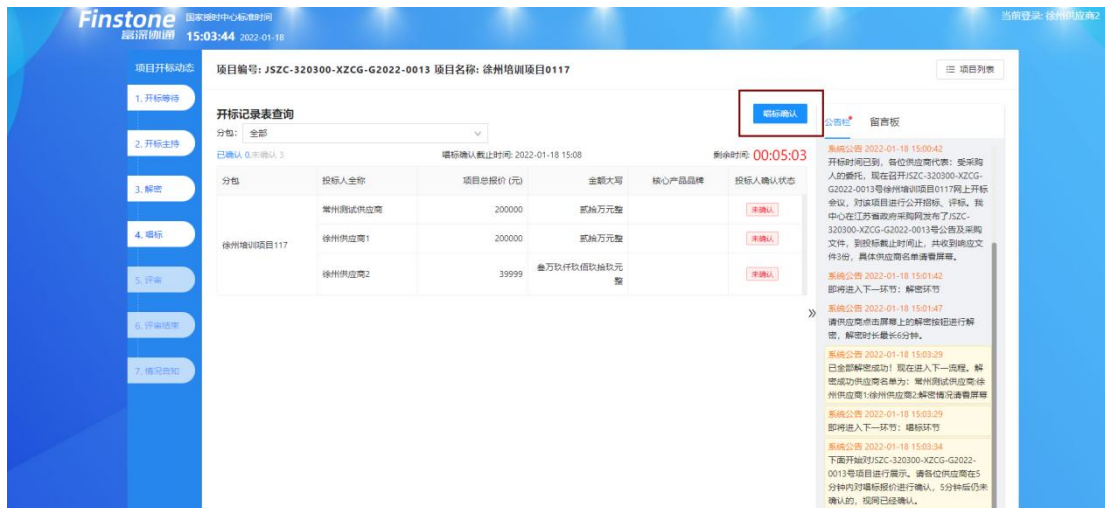 Finstone
富深协通
国家授时中心标准时间
15:03:44 2022-01-18
当前登录: 徐州供应商2
项目开标动态
1. 开标等待
2. 开标主持
3. 解密
4. 唱标
5. 评审
6. 评审结束
7. 情况告知
项目编号: JSZC-320300-XZCG-G2022-0013 项目名称: 徐州培训项目0117
项目列表
开标记录表查询
唱标确认
分包: 全部
已确认 0,未确认 3
唱标确认截止时间: 2022-01-18 15:08
剩余时间: 00:05:03
分包 投标人全称 项目总报价 (元) 金额大写 核心产品品牌 投标人确认状态
徐州培训项目117
常州测试供应商 200000 贰拾万元整 未确认
徐州供应商1 200000 贰拾万元整 未确认
徐州供应商2 39999 叁万玖仟玖佰玖拾玖元
整 未确认
»
公告栏 留言板
系统公告 2022-01-18 15:00:42
开标时间已到，各位供应商代表：受采购
人的委托，现在召开JSZC-320300-XZCG-
G2022-0013号徐州培训项目0117网上开标
会议，对该项目进行公开招标、评标。我
中心在江苏省政府采购网发布了JSZC-
320300-XZCG-G2022-0013号公告及采购
文件，到投标截止时间止，共收到响应文
件3份，具体供应商名单请看屏幕。
系统公告 2022-01-18 15:01:42
即将进入下一环节：解密环节
系统公告 2022-01-18 15:01:47
请供应商点击屏幕上的解密按钮进行解
密，解密时长最长6分钟。
系统公告 2022-01-18 15:03:29
已全部解密成功！现在进入下一流程。解
密成功供应商名单为：常州测试供应商;徐
州供应商1;徐州供应商2;解密情况请看屏幕
系统公告 2022-01-18 15:03:29
即将进入下一环节：唱标环节
系统公告 2022-01-18 15:03:34
下面开始对JSZC-320300-XZCG-G2022-
0013号项目进行展示。请各位供应商在5
分钟内对唱标报价进行确认，5分钟后仍未
确认的，视同已经确认。